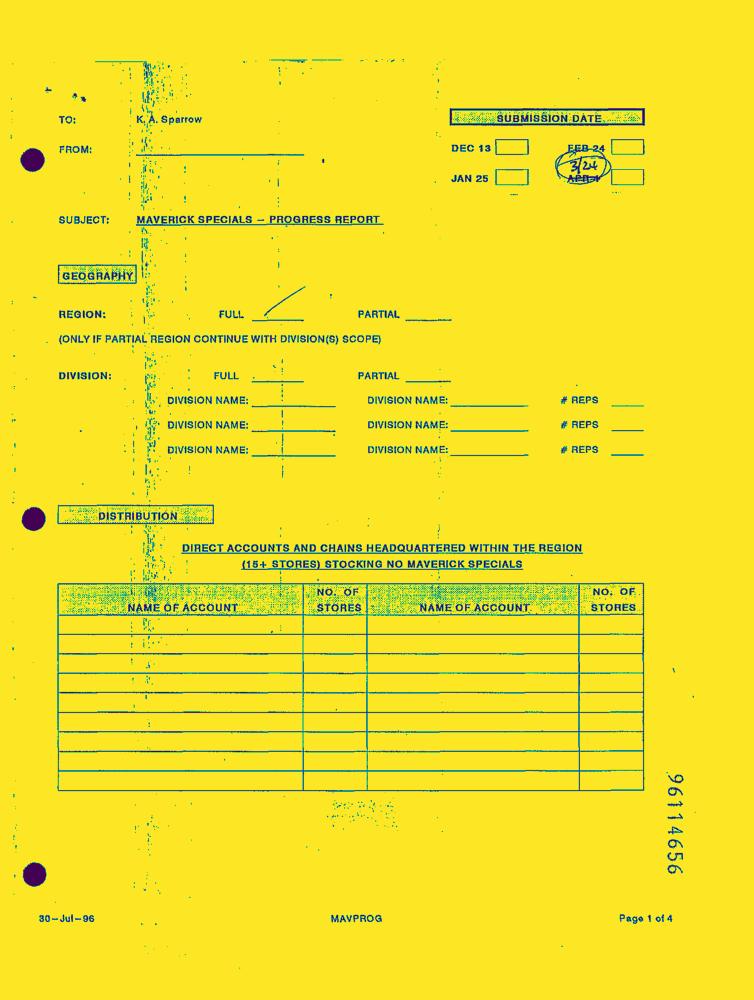 TO: K. A. Sparrow
SUBMISSION DATE
FROM:
DEC 13 FEB 24
3/24
JAN 25 APR 4
SUBJECT: MAVERICK SPECIALS – PROGRESS REPORT
GEOGRAPHY
REGION: FULL PARTIAL
(ONLY IF PARTIAL REGION CONTINUE WITH DIVISION(S) SCOPE)
DIVISION: FULL PARTIAL
DIVISION NAME: DIVISION NAME: # REPS
DIVISION NAME: DIVISION NAME: # REPS
DIVISION NAME: DIVISION NAME: # REPS
DISTRIBUTION
DIRECT ACCOUNTS AND CHAINS HEADQUARTERED WITHIN THE REGION
(15+ STORES) STOCKING NO MAVERICK SPECIALS
NAME OF ACCOUNT NO. OF STORES NAME OF ACCOUNT NO. OF STORES
96114656
30-Jul-96 MAVPROG Page 1 of 4